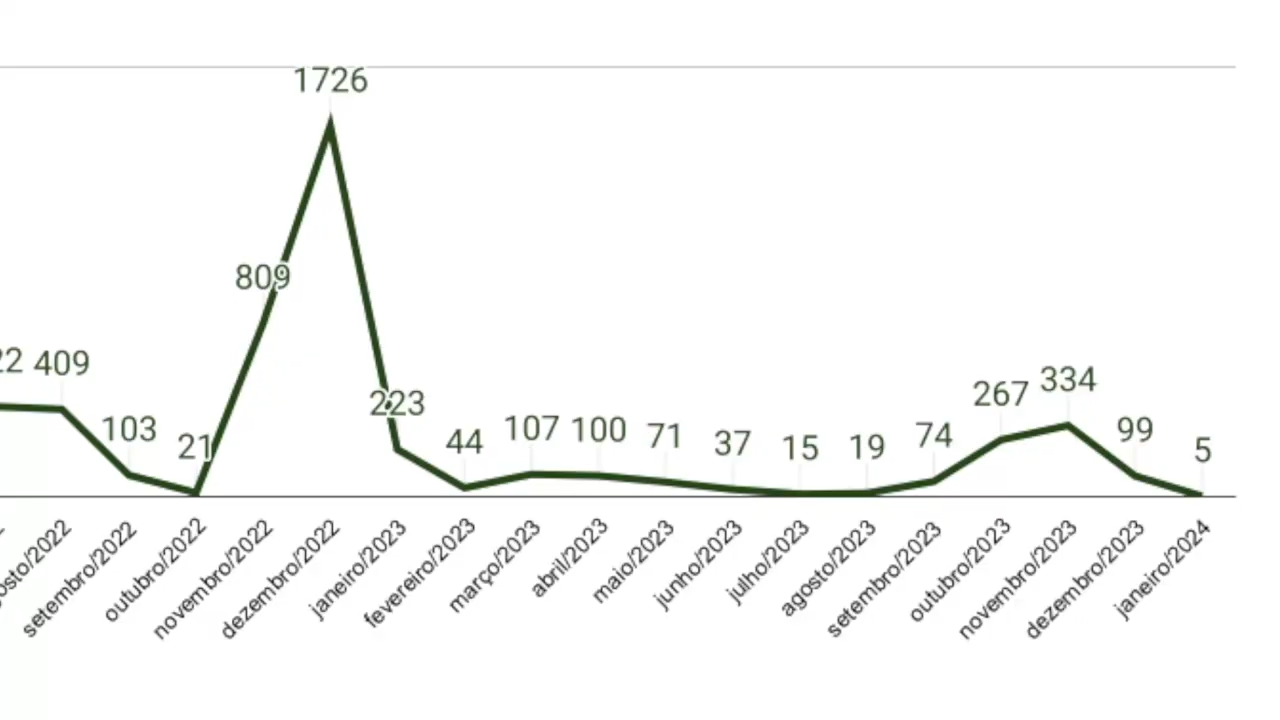 1726
809
22 409
223
103
21
44
107
100
71
37
15
19
74
267
334
99
5
agosto/2022
setembro/2022
outubro/2022
novembro/2022
dezembro/2022
janeiro/2023
fevereiro/2023
março/2023
abril/2023
maio/2023
junho/2023
julho/2023
agosto/2023
setembro/2023
outubro/2023
novembro/2023
dezembro/2023
janeiro/2024